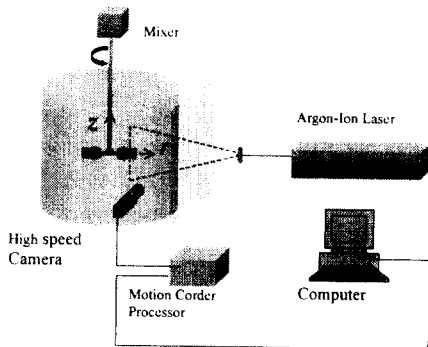 Mixer
Argon-Ion Laser
z
r
High speed
Camera
Motion Corder
Processor
Computer